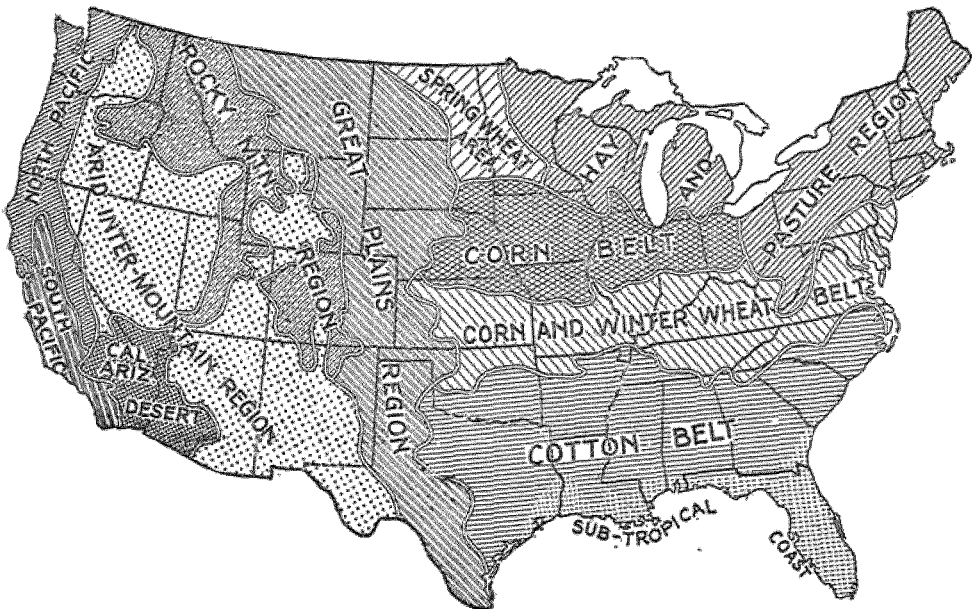 NORTH PACIFIC
SOUTH PACIFIC
ARID INTER-MOUNTAIN REGION
CAL.
ARIZ.
DESERT
ROCKY MTN. REGION
GREAT PLAINS REGION
SPRING WHEAT AREA
HAY AND PASTURE REGION
CORN BELT
CORN AND WINTER WHEAT BELT
COTTON BELT
SUB-TROPICAL COAST